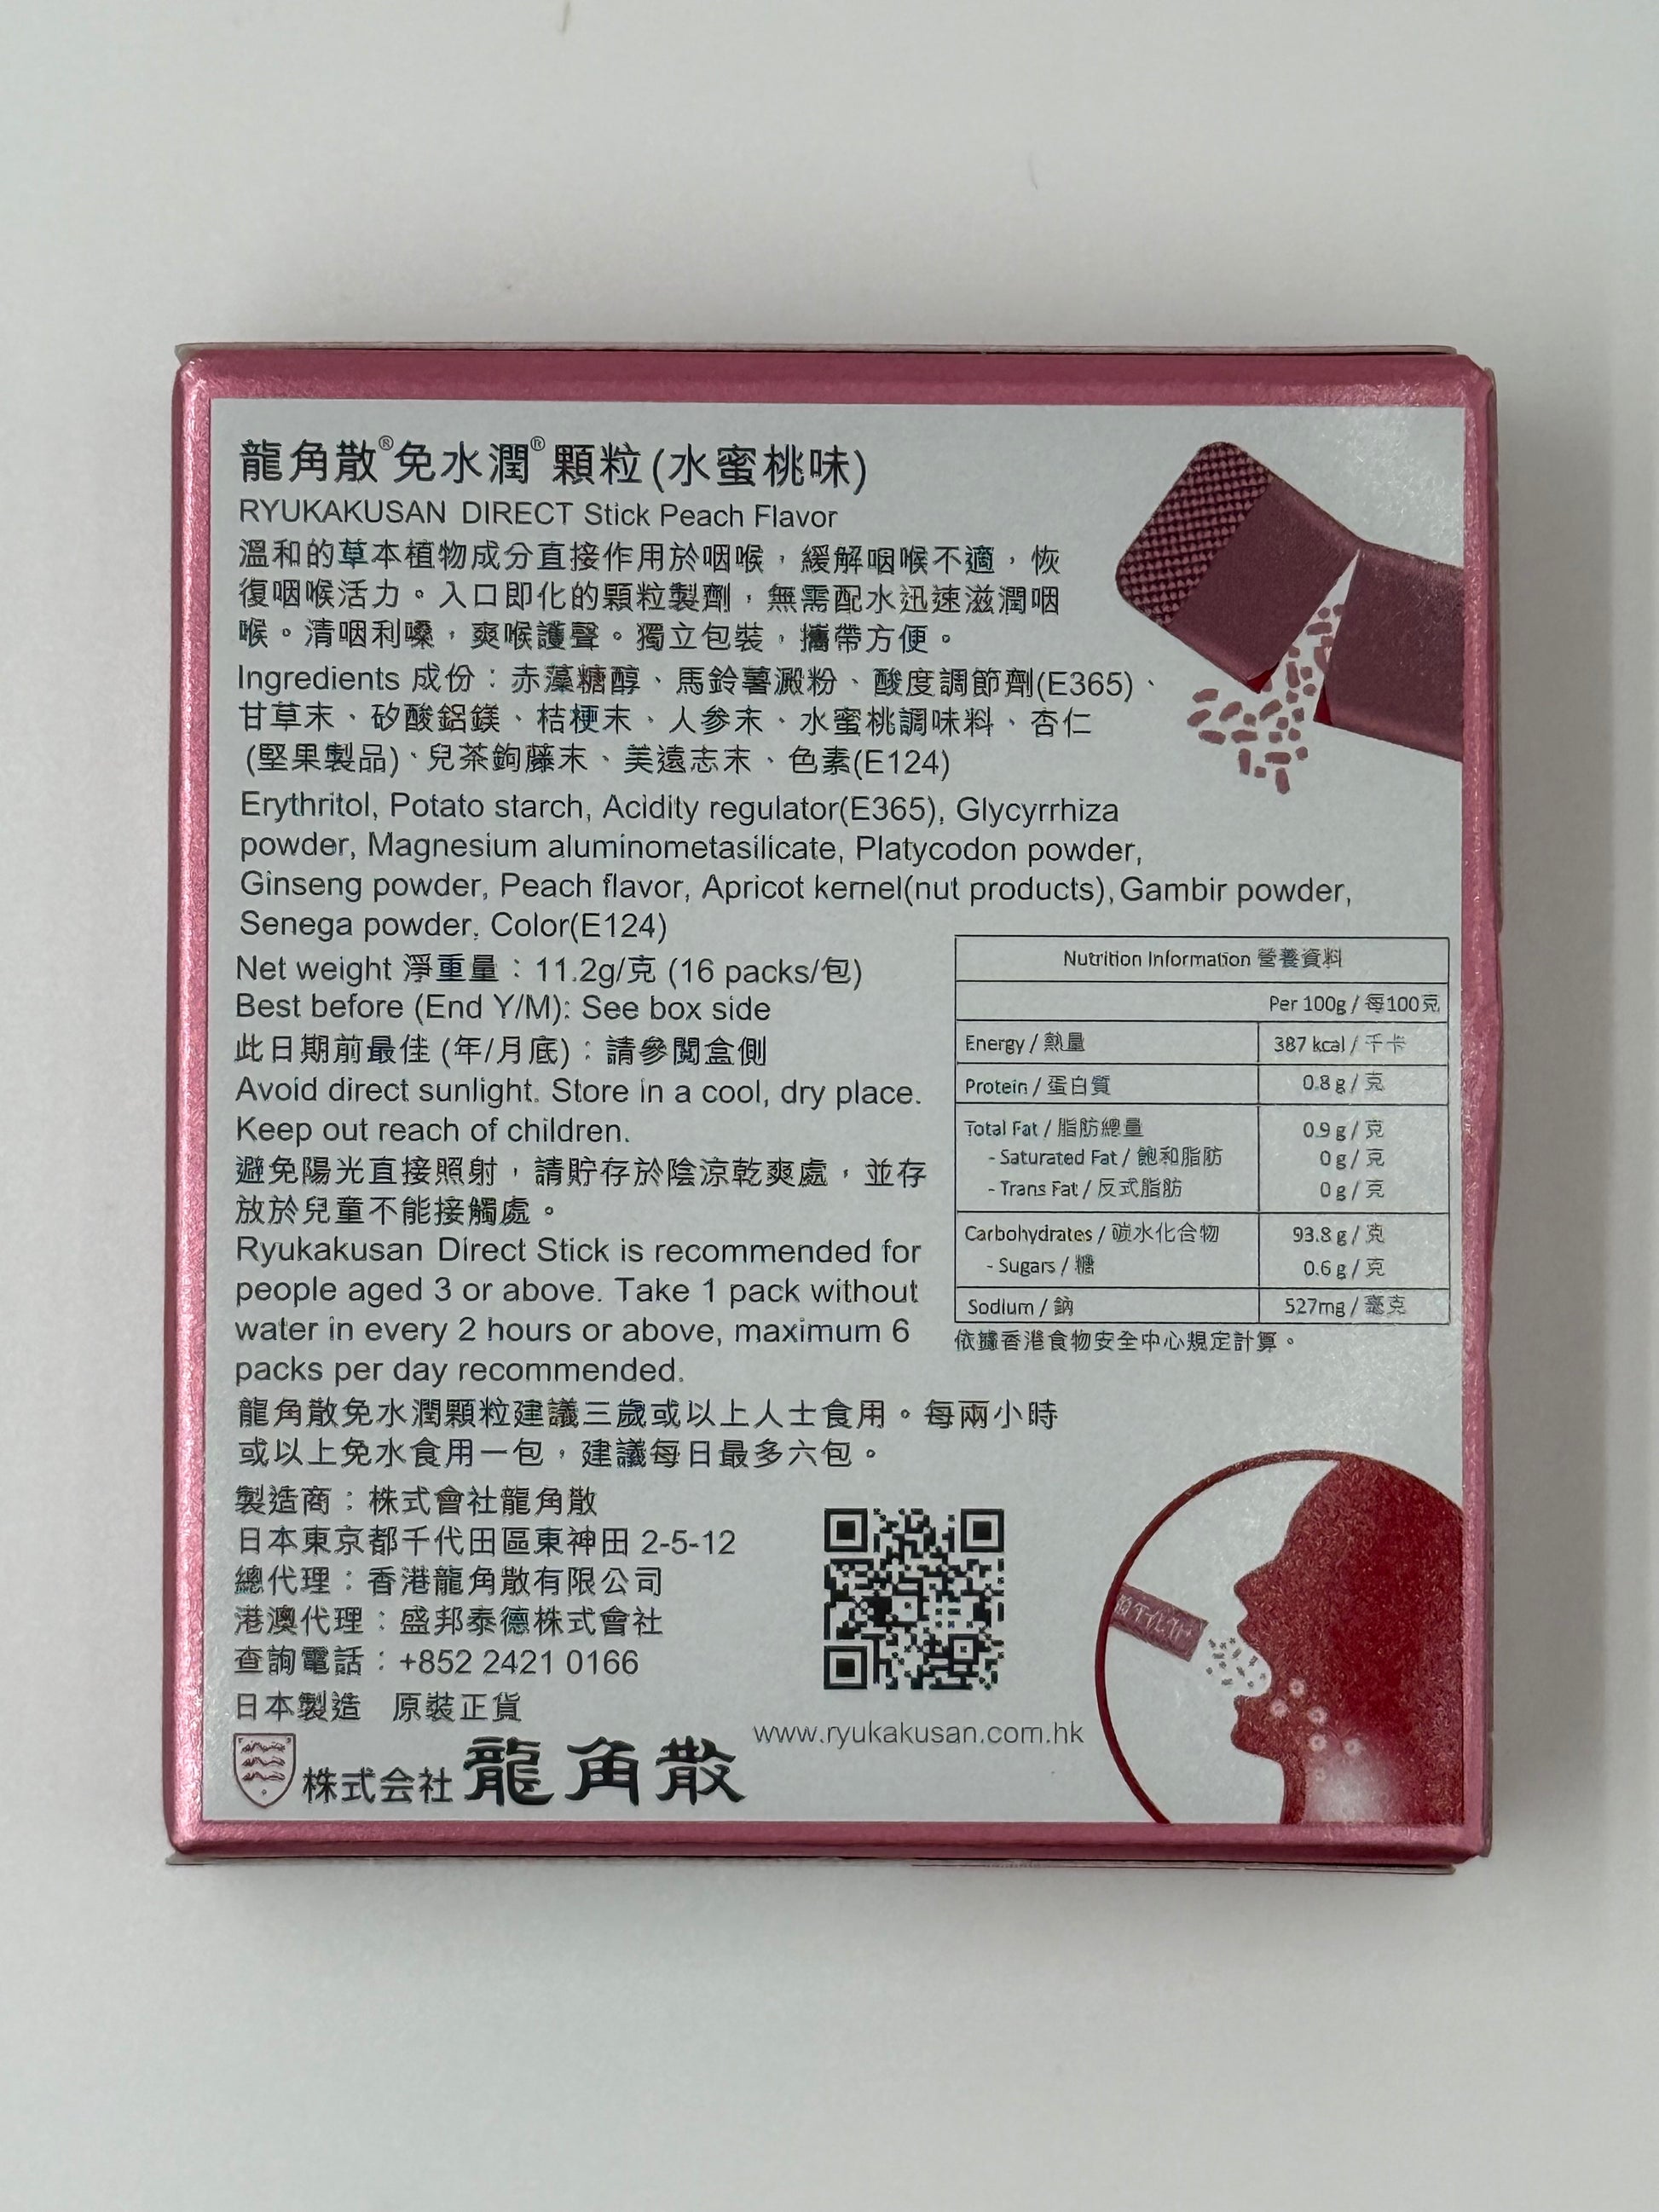 龍角散®免水潤®顆粒(水蜜桃味)
RYUKAKUSAN DIRECT Stick Peach Flavor
溫和的草本植物成分直接作用於咽喉，緩解咽喉不適，恢
復咽喉活力。入口即化的顆粒製劑，無需配水迅速滋潤咽
喉。清咽利嗓，爽喉護聲。獨立包裝，攜帶方便。
Ingredients 成份：赤藻糖醇、馬鈴薯澱粉、酸度調節劑(E365)、
甘草末、矽酸鋁鎂、桔梗末、人參末、水蜜桃調味料、杏仁
(堅果製品)、兒茶鉤藤末、美遠志末、色素(E124)
Erythritol, Potato starch, Acidity regulator(E365), Glycyrrhiza
powder, Magnesium aluminometasilicate, Platycodon powder,
Ginseng powder, Peach flavor, Apricot kernel(nut products), Gambir powder,
Senega powder, Color(E124)
Net weight 淨重量：11.2g/克 (16 packs/包)
Best before (End Y/M): See box side
此日期前最佳 (年/月底)：請參閱盒側
Avoid direct sunlight. Store in a cool, dry place.
Keep out reach of children.
避免陽光直接照射，請貯存於陰涼乾爽處，並存
放於兒童不能接觸處。
Ryukakusan Direct Stick is recommended for
people aged 3 or above. Take 1 pack without
water in every 2 hours or above, maximum 6
packs per day recommended.
龍角散免水潤顆粒建議三歲或以上人士食用。每兩小時
或以上免水食用一包，建議每日最多六包。
Nutrition Information 營養資料
Per 100g / 每100克
Energy / 熱量 387 kcal / 千卡
Protein / 蛋白質 0.8 g / 克
Total Fat / 脂肪總量 0.9 g / 克
- Saturated Fat / 飽和脂肪 0 g / 克
- Trans Fat / 反式脂肪 0 g / 克
Carbohydrates / 碳水化合物 93.8 g / 克
- Sugars / 糖 0.6 g / 克
Sodium / 鈉 527mg / 毫克
依據香港食物安全中心規定計算。
製造商：株式會社龍角散
日本東京都千代田區東神田 2-5-12
總代理：香港龍角散有限公司
港澳代理：盛邦泰德株式會社
查詢電話：+852 2421 0166
日本製造 原裝正貨
www.ryukakusan.com.hk
株式会社 龍角散